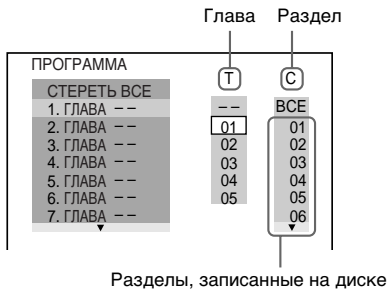 Глава Раздел
ПРОГРАММА
T C
СТЕРЕТЬ ВСЕ
1. ГЛАВА – – – – ВСЕ
2. ГЛАВА – – 01 01
3. ГЛАВА – – 02 02
4. ГЛАВА – – 03 03
5. ГЛАВА – – 04 04
6. ГЛАВА – – 05 05
7. ГЛАВА – – 06
Разделы, записанные на диске